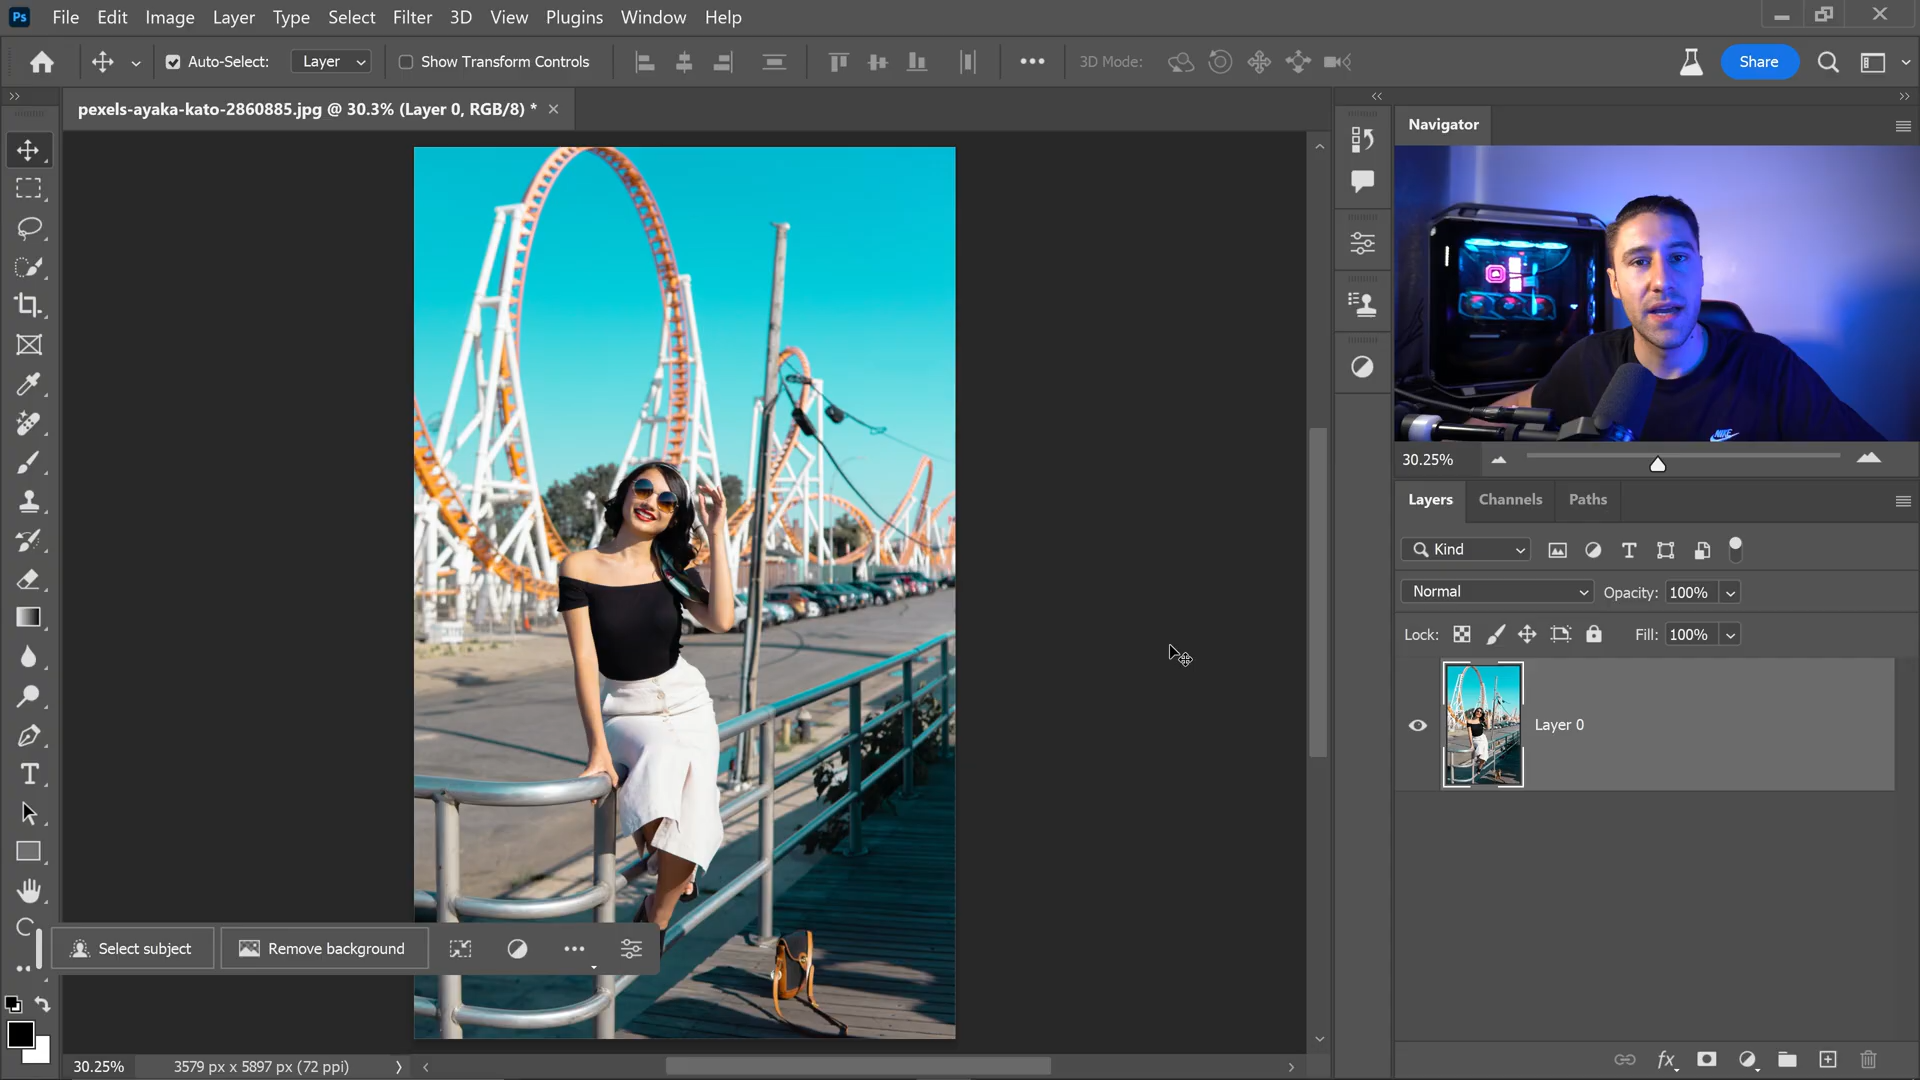 Ps File Edit Image Layer Type Select Filter 3D View Plugins Window Help
Auto-Select: Layer Show Transform Controls 3D Mode: Share
pexels-ayaka-kato-2860885.jpg @ 30.3% (Layer 0, RGB/8) *
Navigator
30.25%
Layers Channels Paths
Kind
Normal Opacity: 100%
Lock: Fill: 100%
Layer 0
Select subject Remove background
fx
30.25% 3579 px x 5897 px (72 ppi)